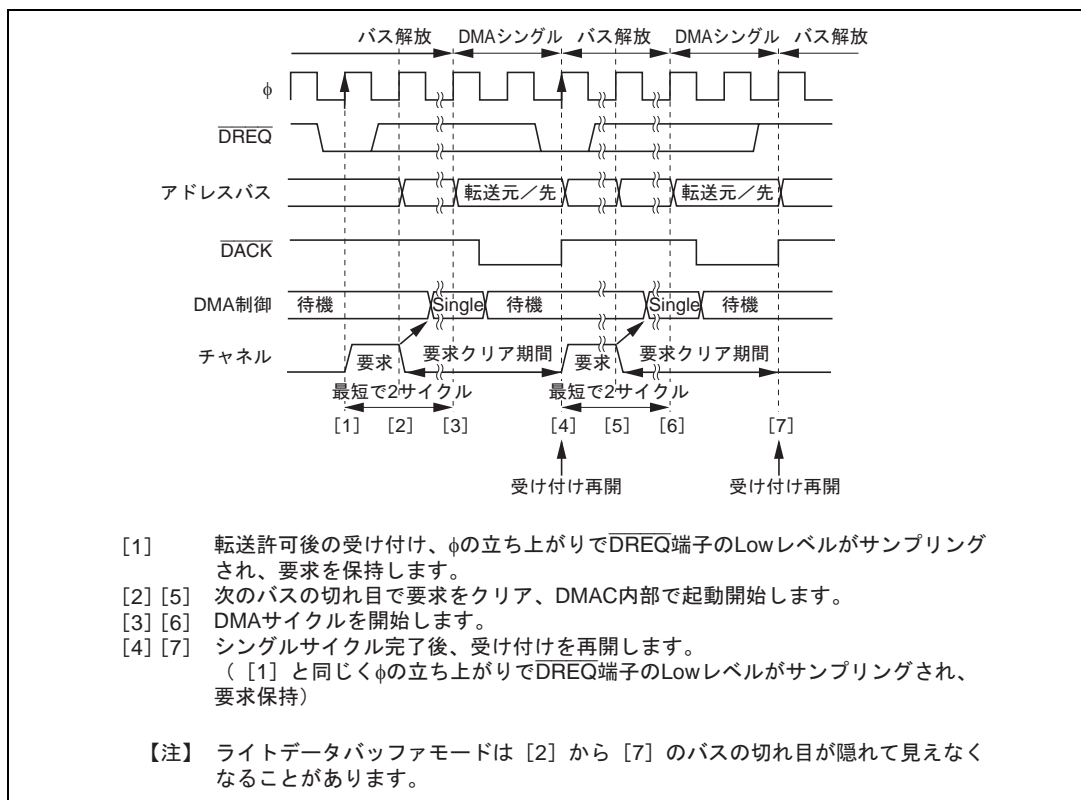 バス解放 DMAシングル バス解放 DMAシングル バス解放
φ
DREQ
アドレスバス 転送元／先 転送元／先
DACK
DMA制御 待機 Single 待機 Single 待機
チャネル 要求 要求クリア期間 要求 要求クリア期間
最短で2サイクル 最短で2サイクル
［1］ ［2］ ［3］ ［4］ ［5］ ［6］ ［7］
受け付け再開 受け付け再開
［1］ 転送許可後の受け付け、φの立ち上がりでDREQ端子のLowレベルがサンプリング
され、要求を保持します。
［2］［5］ 次のバスの切れ目で要求をクリア、DMAC内部で起動開始します。
［3］［6］ DMAサイクルを開始します。
［4］［7］ シングルサイクル完了後、受け付けを再開します。
（［1］と同じくφの立ち上がりでDREQ端子のLowレベルがサンプリングされ、
要求保持）
【注】 ライトデータバッファモードは［2］から［7］のバスの切れ目が隠れて見えなく
なることがあります。